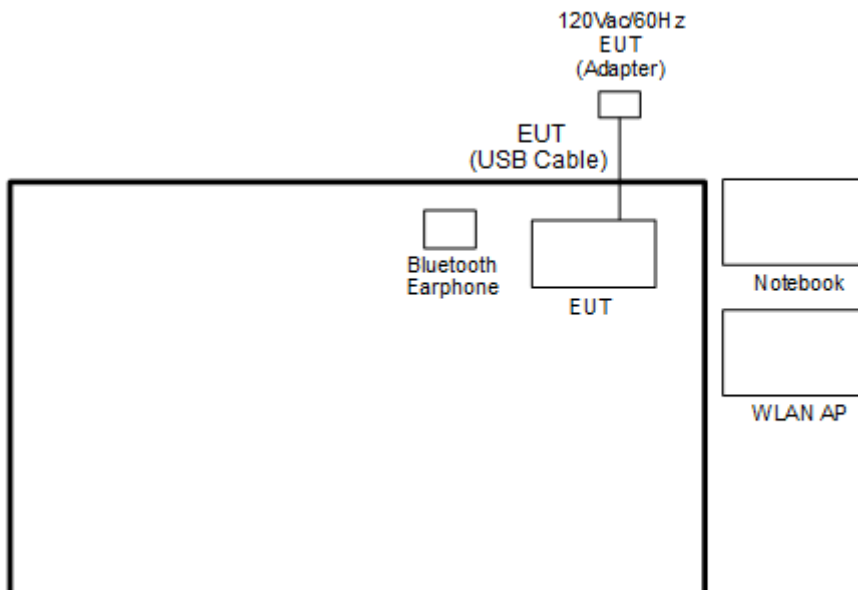 120Vac/60Hz
EUT
(Adapter)
EUT
(USB Cable)
Bluetooth
Earphone
EUT
Notebook
WLAN AP